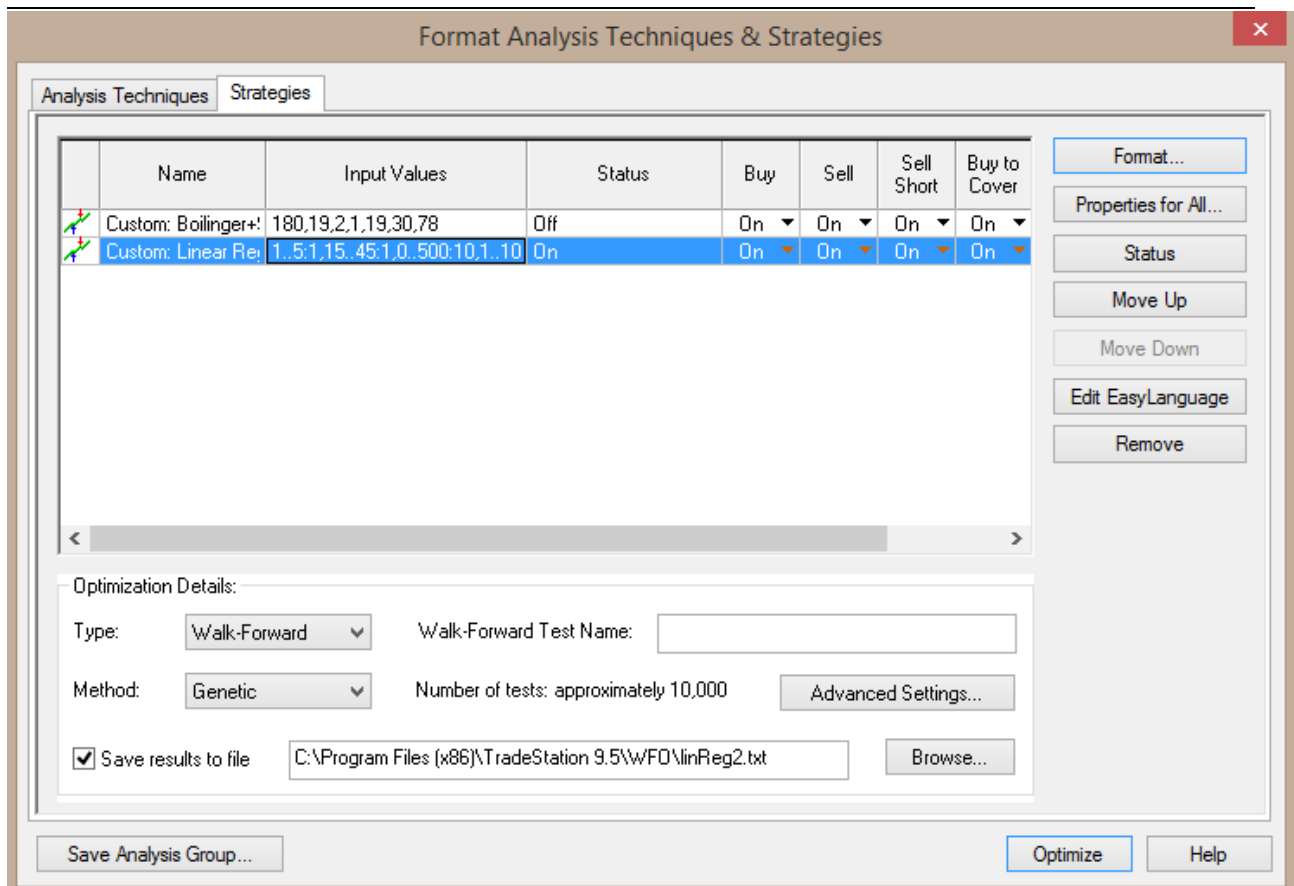 Format Analysis Techniques & Strategies
Analysis Techniques Strategies
Name Input Values Status Buy Sell Sell Short Buy to Cover
Custom: Boilinger+ 180,19,2,1,19,30,78 Off On On On On
Custom: Linear Re 1..5:1,15..45:1,0..500:10,1..10 On On On On On
Format...
Properties for All...
Status
Move Up
Move Down
Edit EasyLanguage
Remove
Optimization Details:
Type: Walk-Forward Walk-Forward Test Name:
Method: Genetic Number of tests: approximately 10,000 Advanced Settings...
Save results to file C:\Program Files (x86)\TradeStation 9.5\WFO\linReg2.txt Browse...
Save Analysis Group... Optimize Help